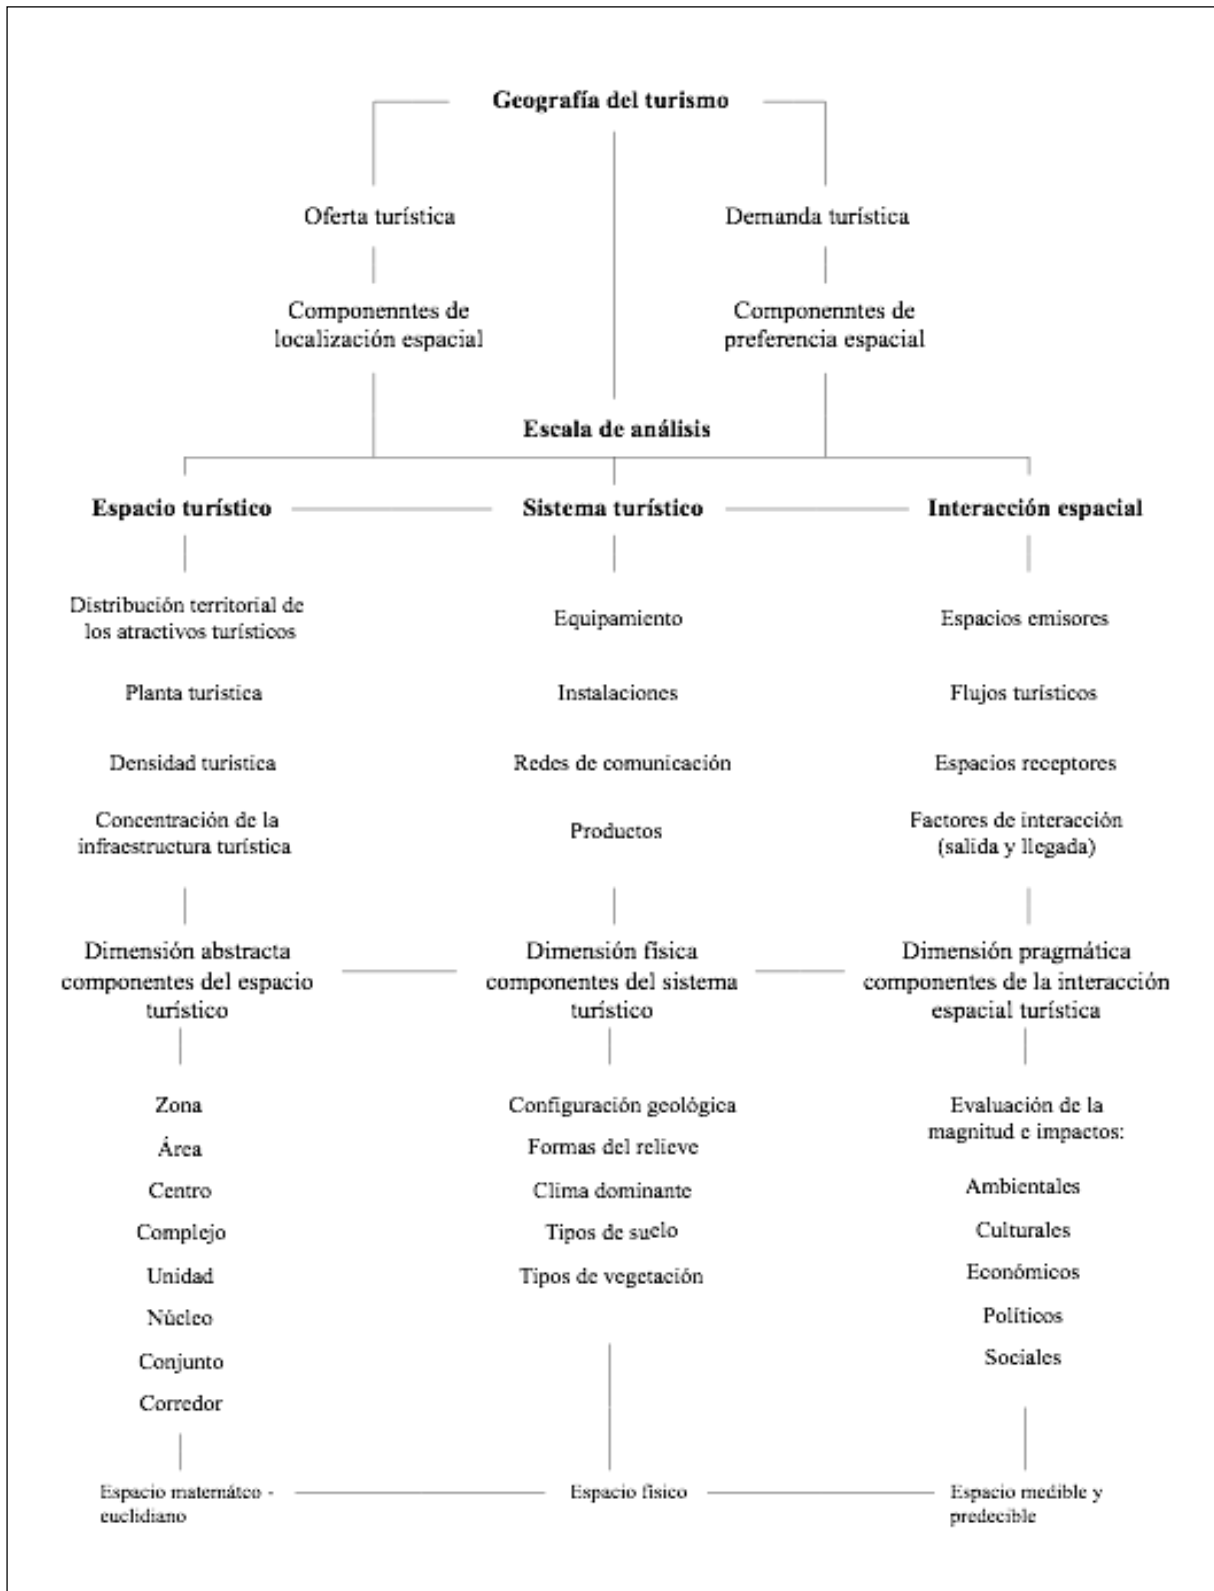 Geografía del turismo
Oferta turística
Demanda turística
Componenntes de
localización espacial
Componenntes de
preferencia espacial
Escala de análisis
Espacio turístico
Sistema turístico
Interacción espacial
Distribución territorial de
los atractivos turísticos
Equipamiento
Espacios emisores
Planta turistica
Instalaciones
Flujos turísticos
Densidad turistica
Redes de comunicación
Espacios receptores
Concentración de la
infraestructura turística
Productos
Factores de interacción
(salida y llegada)
Dimensión abstracta
componentes del espacio
turístico
Dimensión física
componentes del sistema
turístico
Dimensión pragmática
componentes de la interacción
espacial turística
Zona
Área
Centro
Complejo
Unidad
Núcleo
Conjunto
Corredor
Configuración geológica
Formas del relieve
Clima dominante
Tipos de suelo
Tipos de vegetación
Evaluación de la
magnitud e impactos:
Ambientales
Culturales
Económicos
Políticos
Sociales
Espacio matemátco -
euclidiano
Espacio fisico
Espacio medible y
predecible